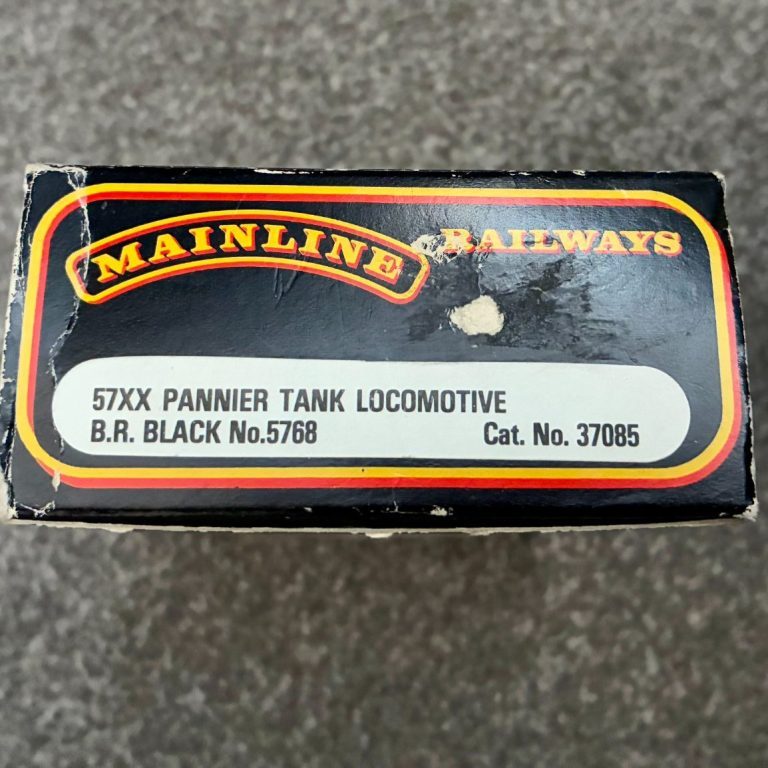 MAINLINE RAILWAYS
57XX PANNIER TANK LOCOMOTIVE
B.R. BLACK No.5768 Cat. No. 37085